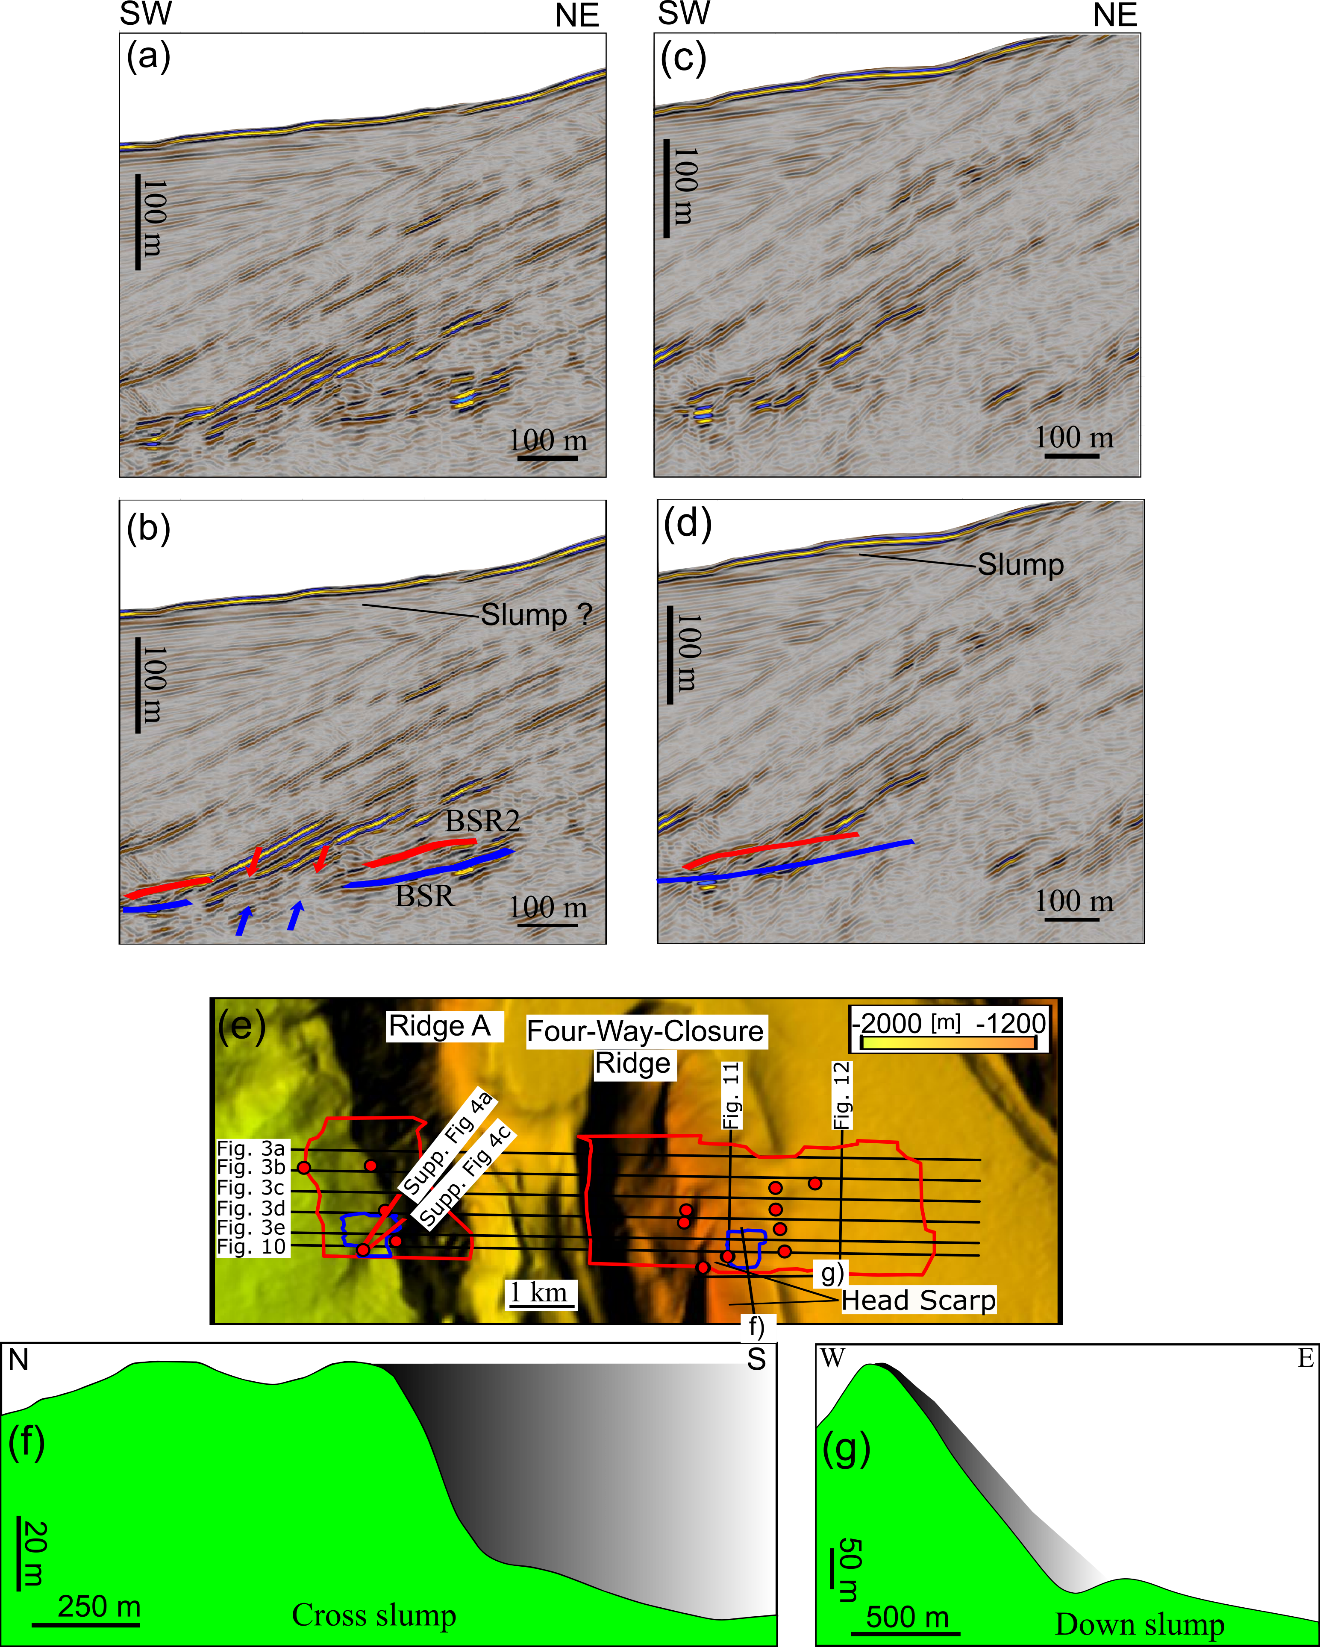 SW NE
(a)
100 m
100 m
SW NE
(c)
100 m
100 m
(b)
Slump ?
100 m
BSR2
BSR
100 m
(d)
Slump
100 m
100 m
(e)
Ridge A
Four-Way-Closure
Ridge
-2000 [m] -1200
Fig. 11
Fig. 12
Fig. 3a
Fig. 3b
Fig. 3c
Fig. 3d
Fig. 3e
Fig. 10
Supp. Fig 4a
Supp. Fig 4c
1 km
g)
Head Scarp
f)
N S
(f)
20 m
250 m
Cross slump
W E
(g)
50 m
500 m
Down slump